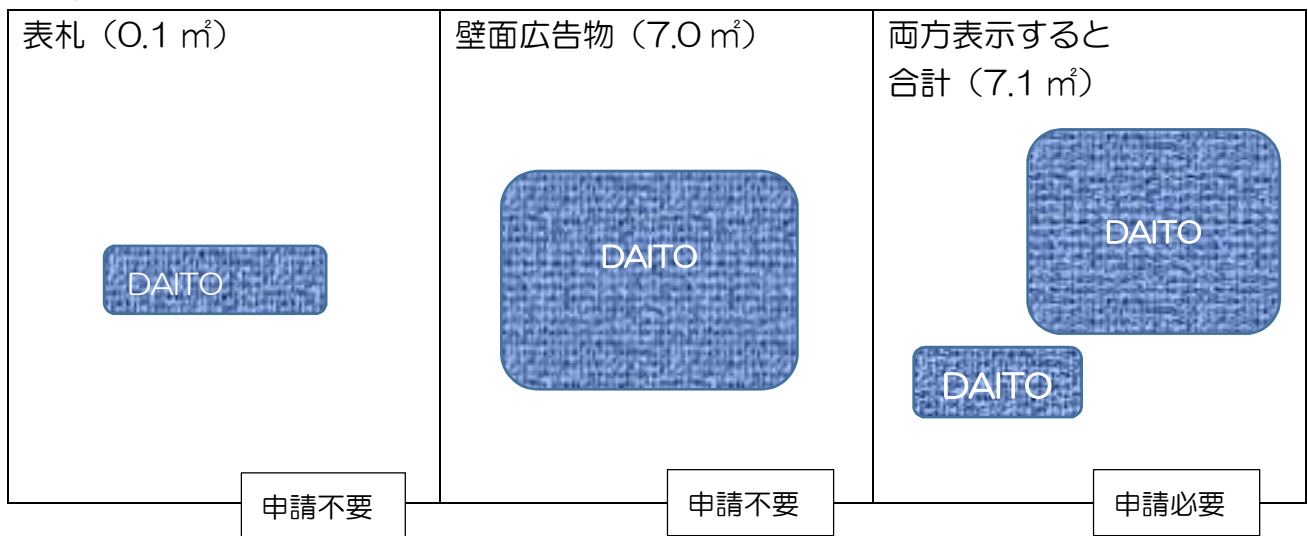 表札（0.1 ㎡）
DAITO
申請不要
壁面広告物（7.0 ㎡）
DAITO
申請不要
両方表示すると
合計（7.1 ㎡）
DAITO
DAITO
申請必要